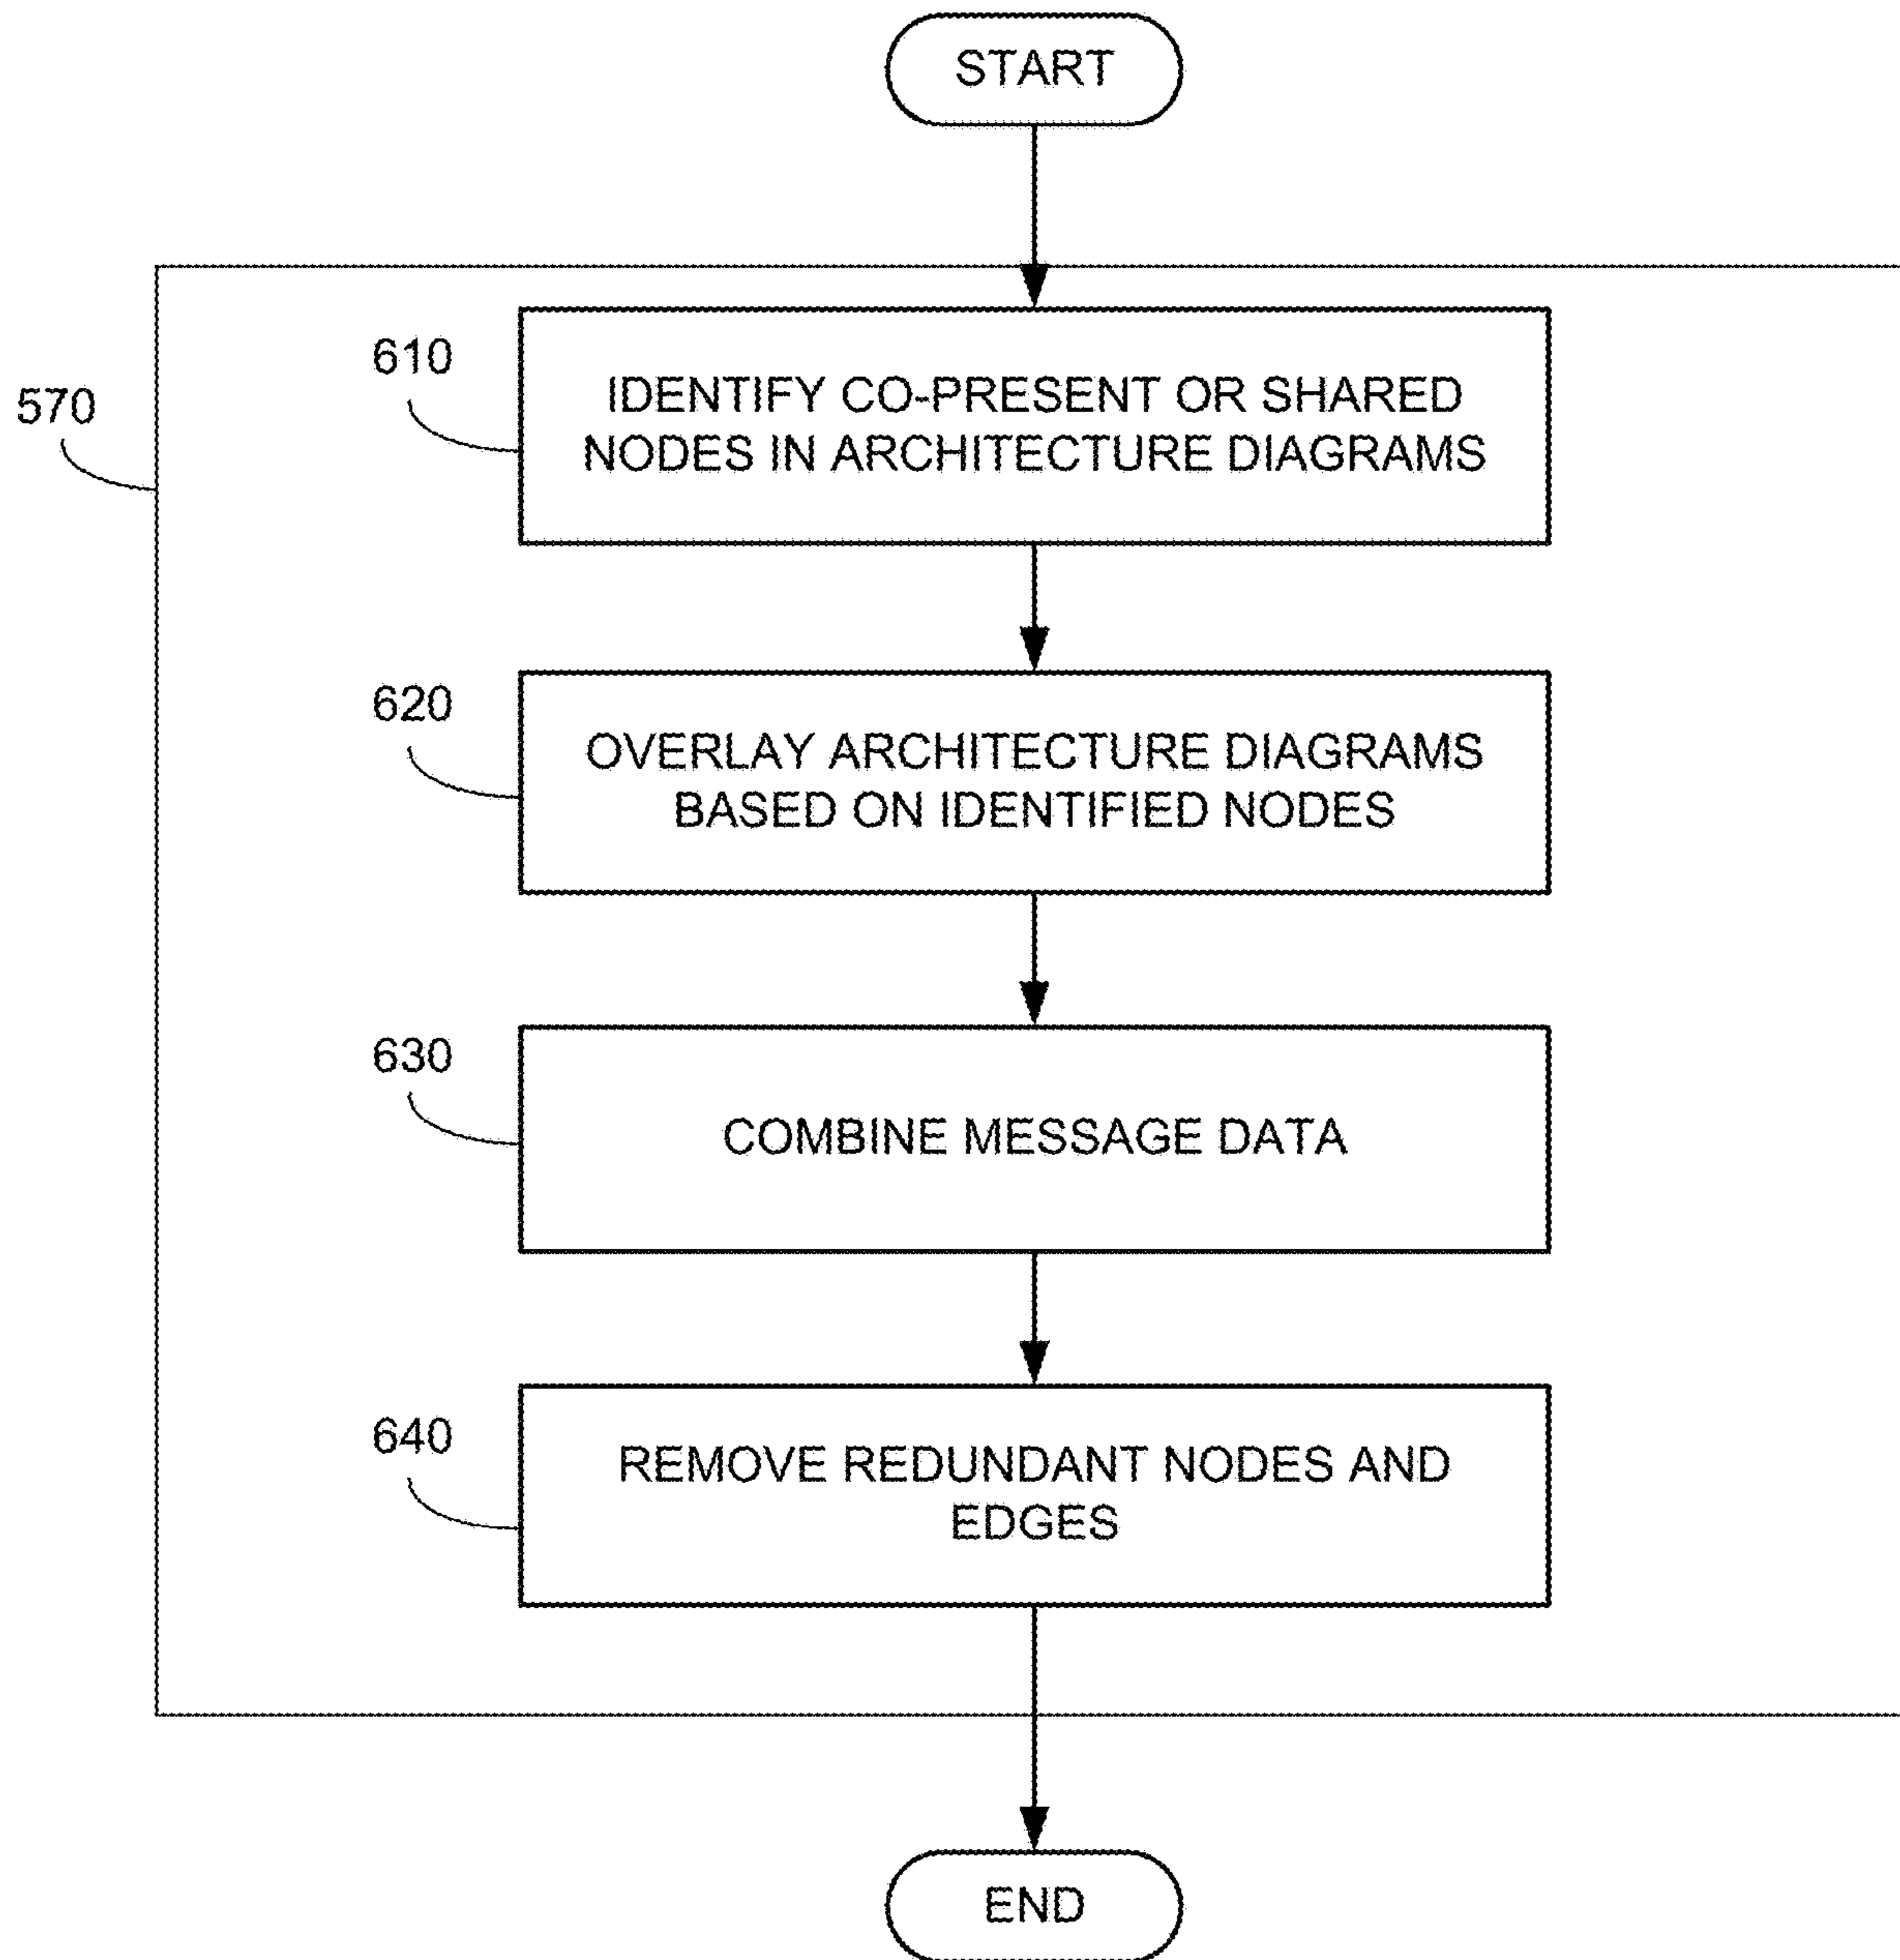 START
570
610
IDENTIFY CO-PRESENT OR SHARED
NODES IN ARCHITECTURE DIAGRAMS
620
OVERLAY ARCHITECTURE DIAGRAMS
BASED ON IDENTIFIED NODES
630
COMBINE MESSAGE DATA
640
REMOVE REDUNDANT NODES AND
EDGES
END